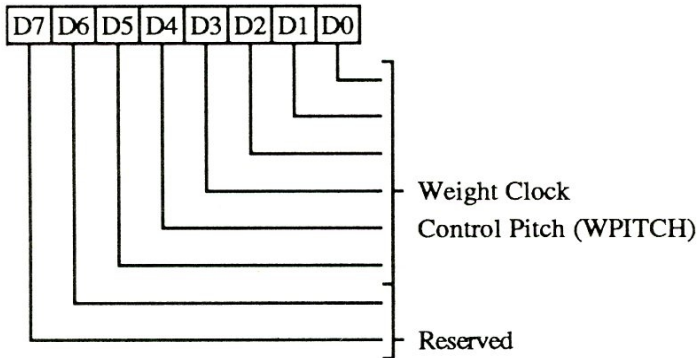 D7 D6 D5 D4 D3 D2 D1 D0
Weight Clock
Control Pitch (WPITCH)
Reserved